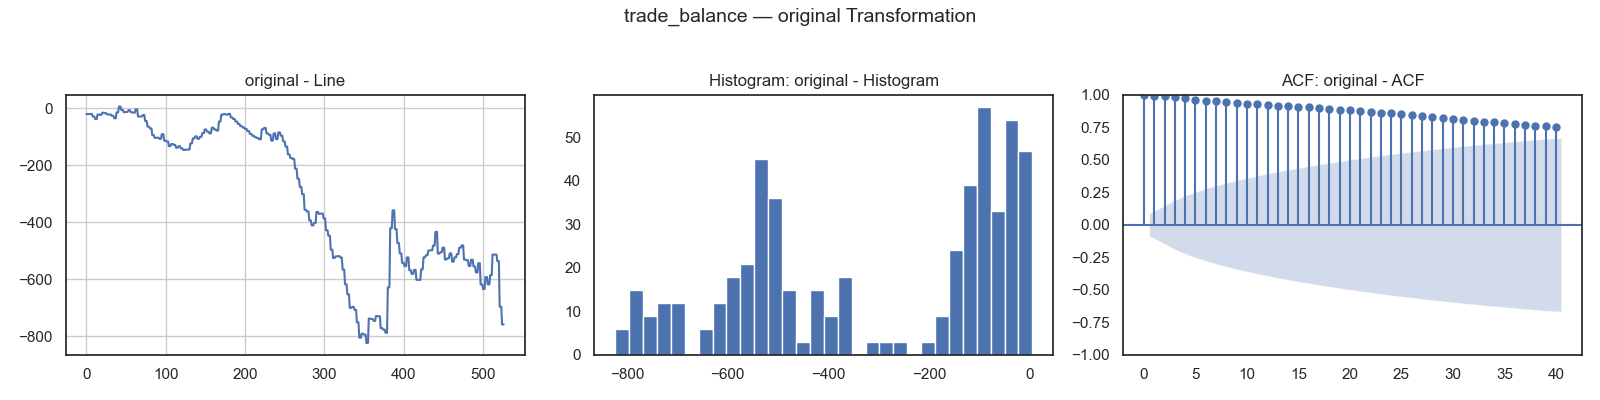 trade_balance — original Transformation
original - Line
0
−200
−400
−600
−800
0 100 200 300 400 500
Histogram: original - Histogram
50
40
30
20
10
0
−800 −600 −400 −200 0
ACF: original - ACF
1.00
0.75
0.50
0.25
0.00
−0.25
−0.50
−0.75
−1.00
0 5 10 15 20 25 30 35 40